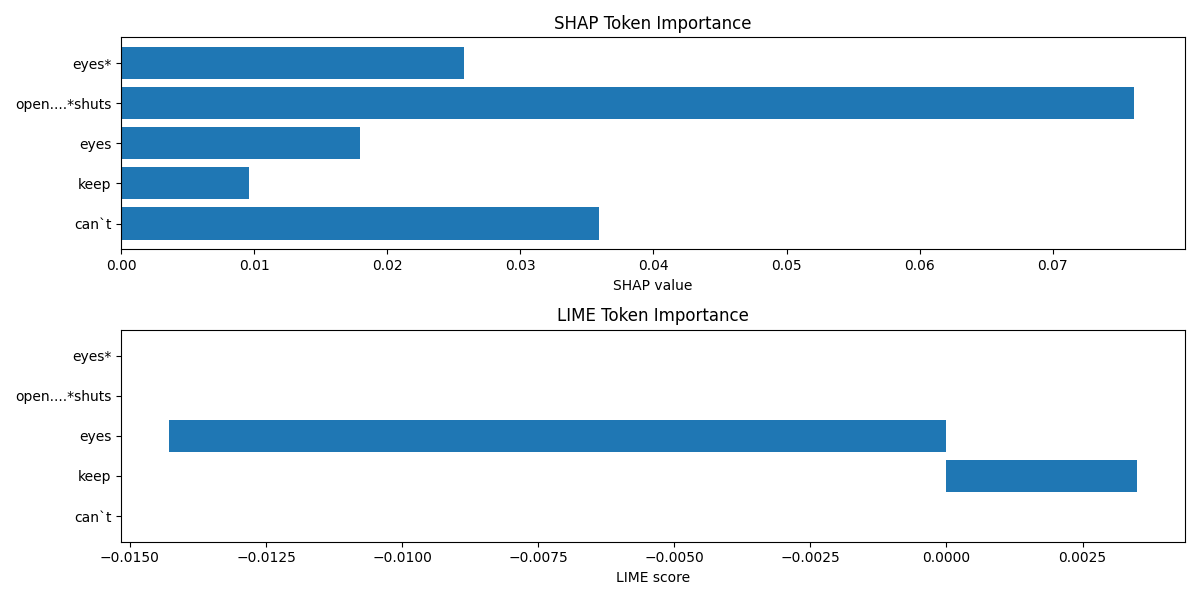 SHAP Token Importance
eyes*
open....*shuts
eyes
keep
can`t
0.00 0.01 0.02 0.03 0.04 0.05 0.06 0.07
SHAP value
LIME Token Importance
eyes*
open....*shuts
eyes
keep
can`t
−0.0150 −0.0125 −0.0100 −0.0075 −0.0050 −0.0025 0.0000 0.0025
LIME score